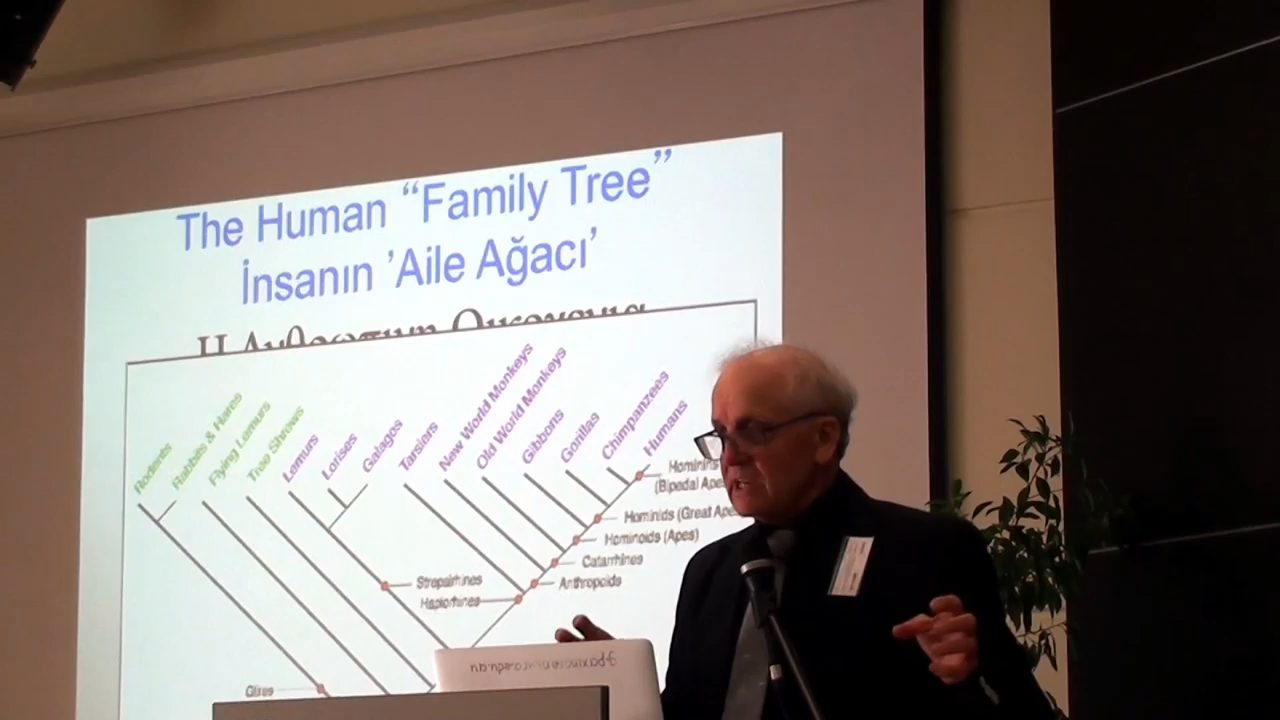 The Human “Family Tree”
İnsanın ’Aile Ağacı’
Rodents
Rabbits & Hares
Flying Lemurs
Tree Shrews
Lemurs
Lorises
Galages
Tarsiers
New World Monkeys
Old World Monkeys
Gibbons
Gorillas
Chimpanzees
Humans
Hominins
(Bipedal Apes
Hominids (Great Apes
Hominoids (Apes)
Catarrhines
Anthropoids
Strepsirhines
Haplorhines
Glires